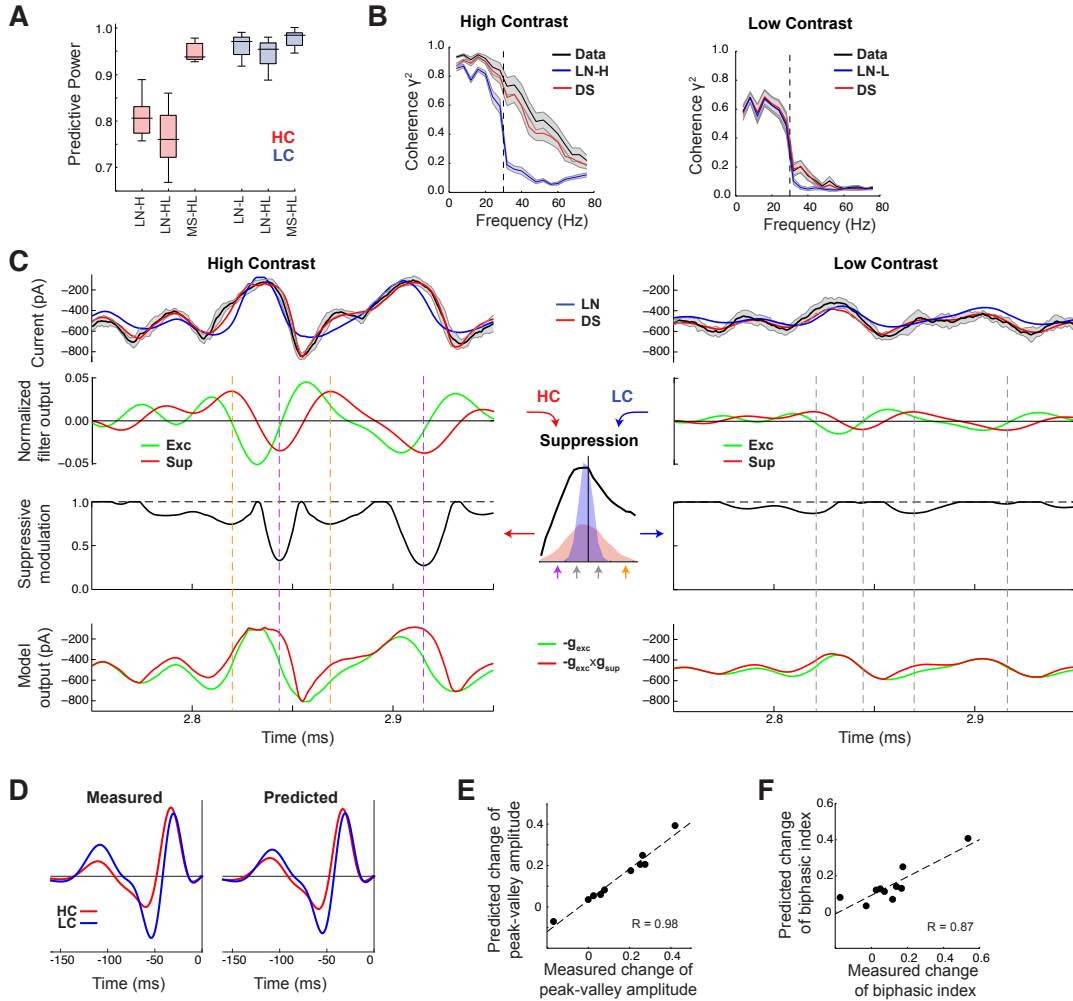 A
Predictive Power
1.0
0.9
0.8
0.7
HC
LC
LN-H
LN-HL
MS-HL
LN-L
LN-HL
MS-HL
B
High Contrast
Coherence γ²
1.0
0.8
0.6
0.4
0.2
0.0
Data
LN-H
DS
0 20 40 60 80
Frequency (Hz)
Low Contrast
Coherence γ²
1.0
0.8
0.6
0.4
0.2
0.0
Data
LN-L
DS
0 20 40 60 80
Frequency (Hz)
C
High Contrast
Current (pA)
−200
−400
−600
−800
LN
DS
Low Contrast
−200
−400
−600
−800
Normalized
filter output
0.05
0.00
−0.05
Exc
Sup
HC
LC
Suppression
Exc
Sup
Suppressive
modulation
1.0
0.5
0.0
Model
output (pA)
−200
−400
−600
−800
-gexc
-gexcxgsup
−200
−400
−600
−800
2.8 2.9
Time (ms)
2.8 2.9
Time (ms)
D
Measured
Predicted
HC
LC
-150 -100 -50 0
Time (ms)
-150 -100 -50 0
Time (ms)
E
Predicted change of
peak-valley amplitude
0.4
0.2
0
R = 0.98
0 0.2 0.4
Measured change of
peak-valley amplitude
F
Predicted change
of biphasic index
0.6
0.4
0.2
0
R = 0.87
-0.2 0 0.2 0.4 0.6
Measured change
of biphasic index